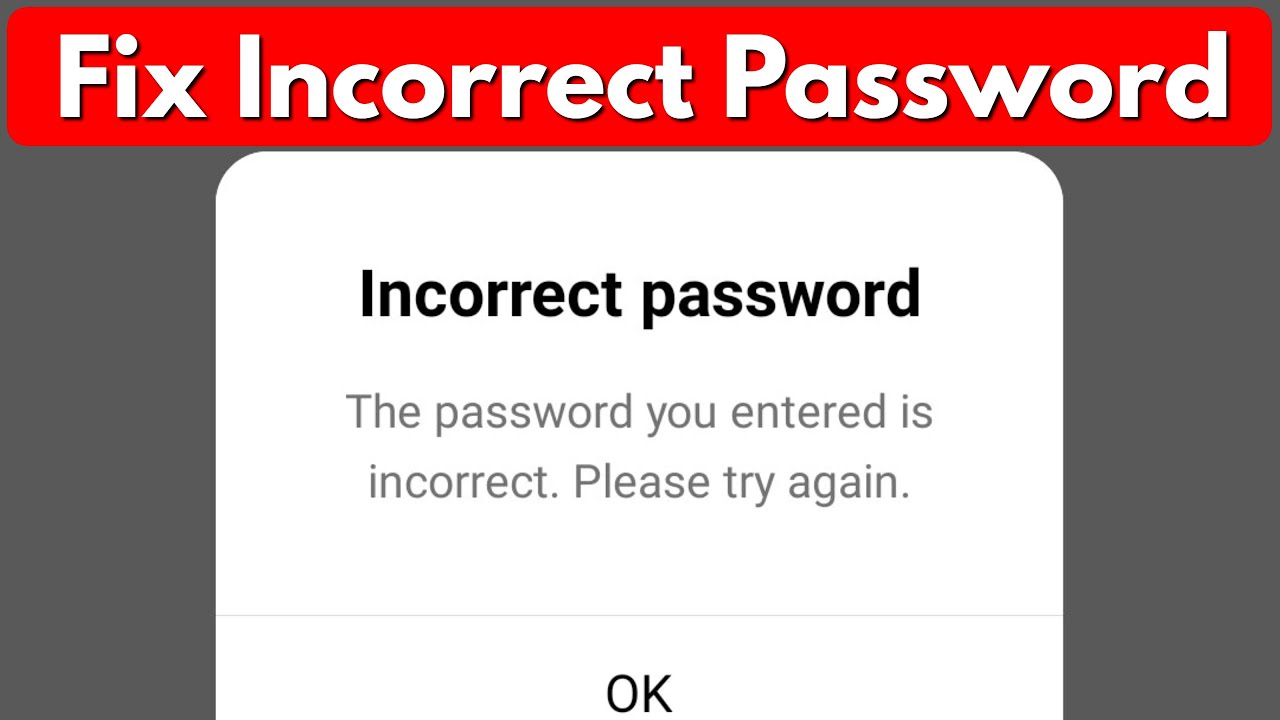 Fix Incorrect Password
Incorrect password
The password you entered is
incorrect. Please try again.
OK